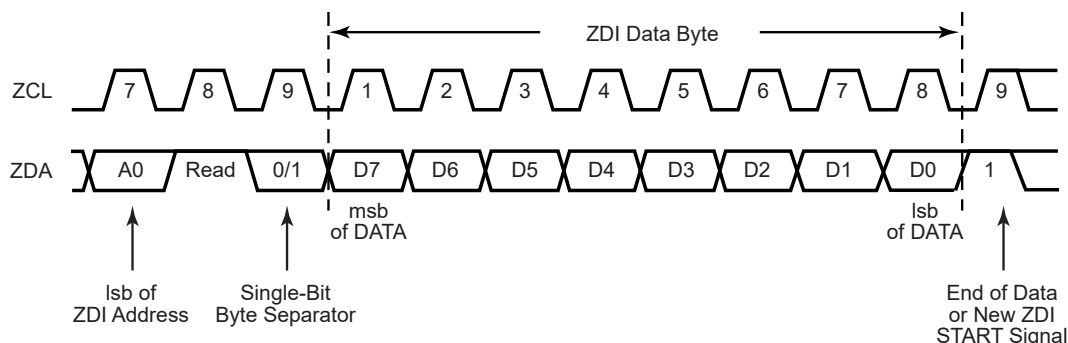 ZDI Data Byte
ZCL 7 8 9 1 2 3 4 5 6 7 8 9
ZDA A0 Read 0/1 D7 D6 D5 D4 D3 D2 D1 D0 1
msb
of DATA
lsb
of DATA
lsb of
ZDI Address
Single-Bit
Byte Separator
End of Data
or New ZDI
START Signal